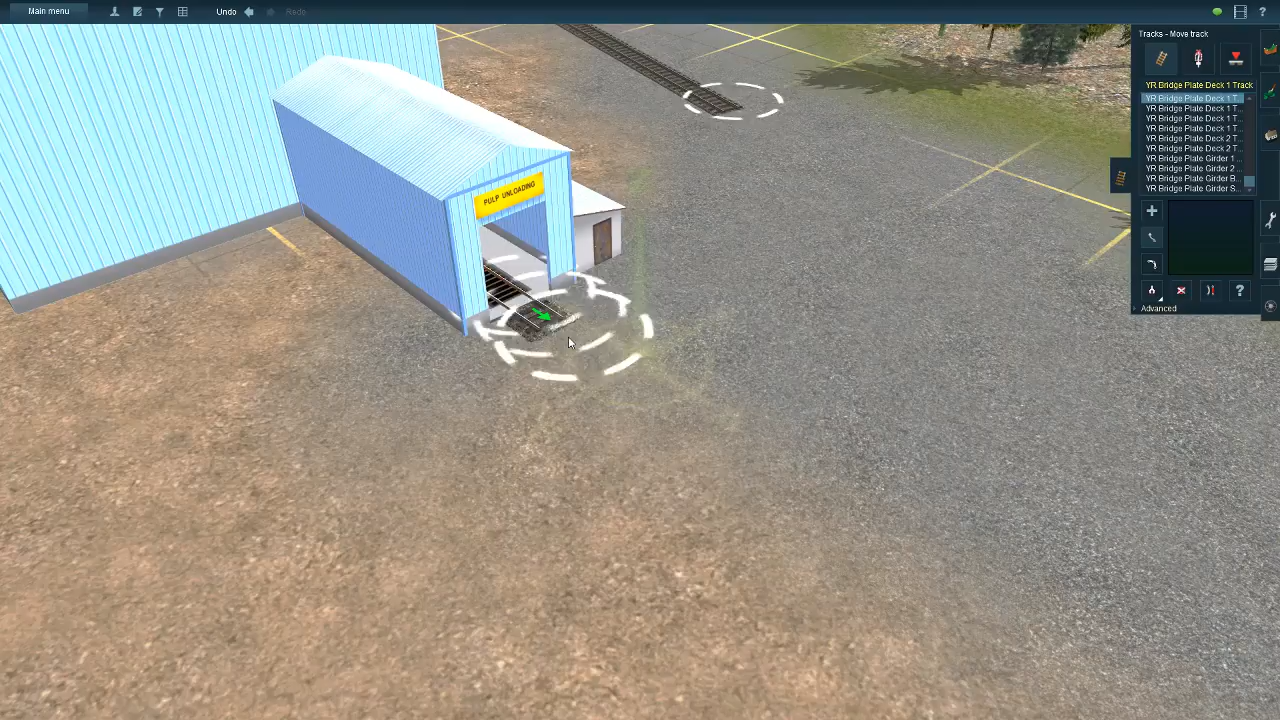 Main menu
Undo
Redo
?
Tracks - Move track
YR Bridge Plate Deck 1 Track
YR Bridge Plate Deck 1 T...
YR Bridge Plate Deck 1 T...
YR Bridge Plate Deck 1 T...
YR Bridge Plate Deck 1 T...
YR Bridge Plate Deck 2 T...
YR Bridge Plate Deck 2 T...
YR Bridge Plate Girder 1 ...
YR Bridge Plate Girder 2 ...
YR Bridge Plate Girder B...
YR Bridge Plate Girder S...
?
Advanced
PULP UNLOADING